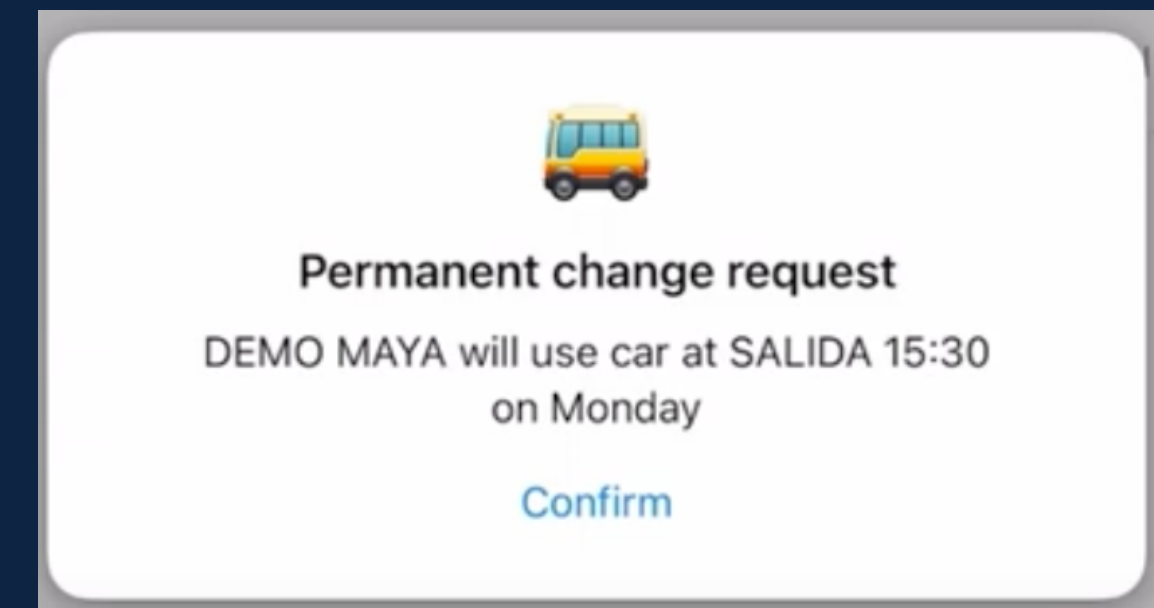 Permanent change request
DEMO MAYA will use car at SALIDA 15:30
on Monday
Confirm